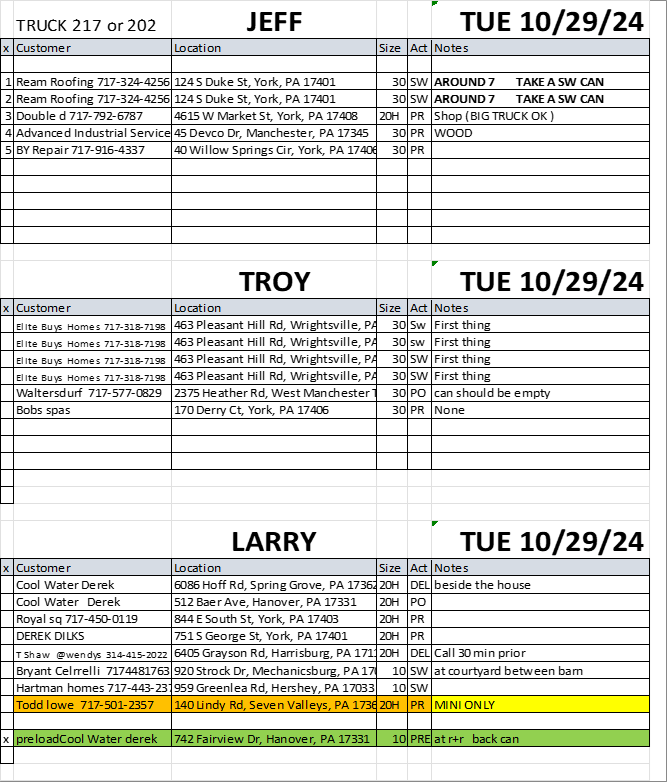 TRUCK 217 or 202 JEFF TUE 10/29/24
x Customer Location Size Act Notes
1 Ream Roofing 717-324-4256 124 S Duke St, York, PA 17401 30 SW AROUND 7 TAKE A SW CAN
2 Ream Roofing 717-324-4256 124 S Duke St, York, PA 17401 30 SW AROUND 7 TAKE A SW CAN
3 Double d 717-792-6787 4615 W Market St, York, PA 17408 20H PR Shop ( BIG TRUCK OK )
4 Advanced Industrial Service 45 Devco Dr, Manchester, PA 17345 30 PR WOOD
5 BY Repair 717-916-4337 40 Willow Springs Cir, York, PA 17406 30 PR
TROY TUE 10/29/24
x Customer Location Size Act Notes
Elite Buys Homes 717-318-7198 463 Pleasant Hill Rd, Wrightsville, PA 30 Sw First thing
Elite Buys Homes 717-318-7198 463 Pleasant Hill Rd, Wrightsville, PA 30 sw First thing
Elite Buys Homes 717-318-7198 463 Pleasant Hill Rd, Wrightsville, PA 30 SW First thing
Elite Buys Homes 717-318-7198 463 Pleasant Hill Rd, Wrightsville, PA 30 SW First thing
Waltersdurf 717-577-0829 2375 Heather Rd, West Manchester T 30 PO can should be empty
Bobs spas 170 Derry Ct, York, PA 17406 30 PR None
LARRY TUE 10/29/24
x Customer Location Size Act Notes
Cool Water Derek 6086 Hoff Rd, Spring Grove, PA 17362 20H DEL beside the house
Cool Water Derek 512 Baer Ave, Hanover, PA 17331 20H PO
Royal sq 717-450-0119 844 E South St, York, PA 17403 20H PR
DEREK DILKS 751 S George St, York, PA 17401 20H PR
T Shaw @wendys 314-415-2022 6405 Grayson Rd, Harrisburg, PA 1711 20H DEL Call 30 min prior
Bryant Celrrelli 7174481763 920 Strock Dr, Mechanicsburg, PA 170 10 SW at courtyard between barn
Hartman homes 717-443-237 959 Greenlea Rd, Hershey, PA 17033 10 SW
Todd lowe 717-501-2357 140 Lindy Rd, Seven Valleys, PA 1736 20H PR MINI ONLY
x preloadCool Water derek 742 Fairview Dr, Hanover, PA 17331 10 PRE at r+r back can